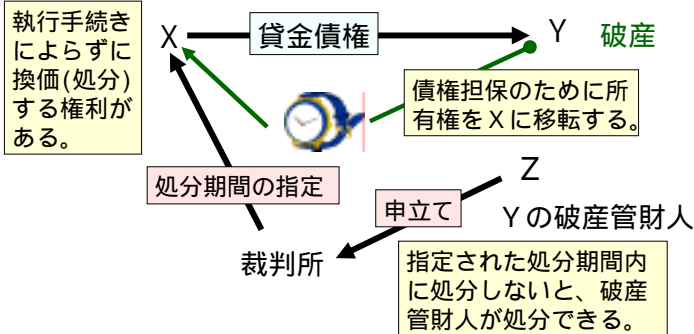 執行手続き
によらずに
換価(処分)
する権利が
ある。
X
貸金債権
Y
破産
債権担保のために所
有権をXに移転する。
処分期間の指定
Z
申立て
Yの破産管財人
裁判所
指定された処分期間内
に処分しないと、破産
管財人が処分できる。